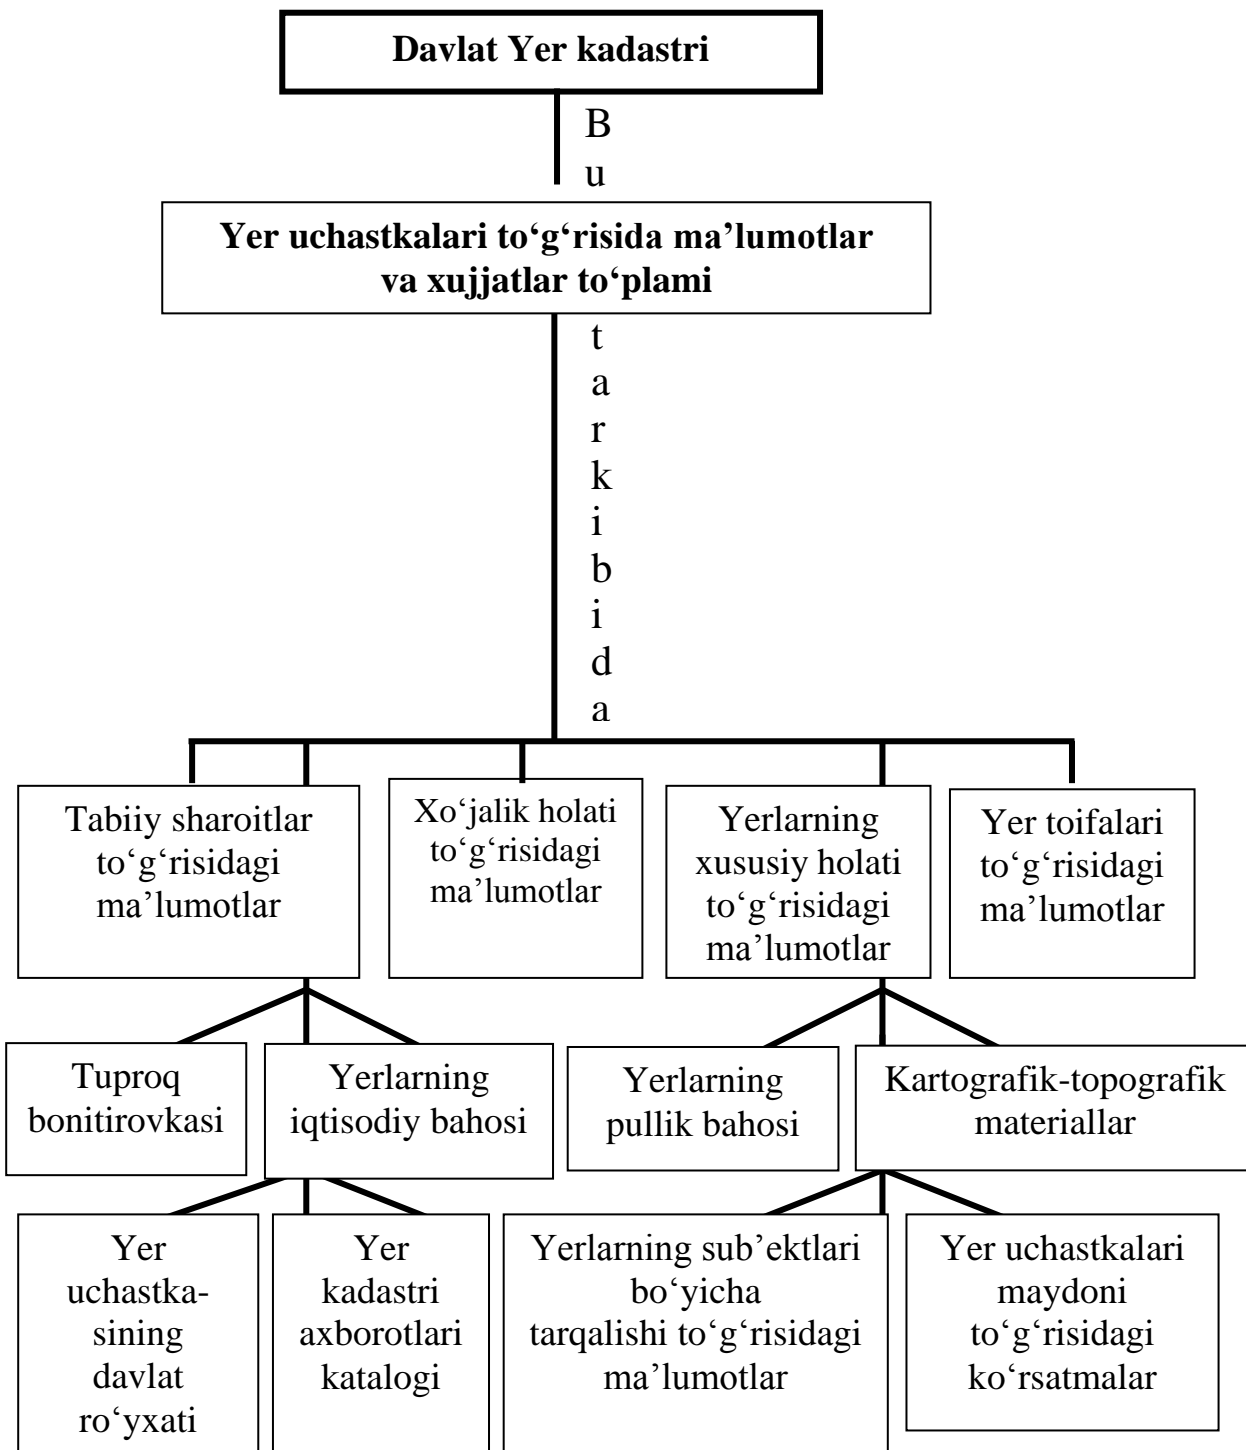 Davlat Yer kadastri
B
u
Yer uchastkalari to‘g‘risida ma’lumotlar
va xujjatlar to‘plami
t
a
r
k
i
b
i
d
a
Tabiiy sharoitlar
to‘g‘risidagi
ma’lumotlar
Xo‘jalik holati
to‘g‘risidagi
ma’lumotlar
Yerlarning
xususiy holati
to‘g‘risidagi
ma’lumotlar
Yer toifalari
to‘g‘risidagi
ma’lumotlar
Tuproq
bonitirovkasi
Yerlarning
iqtisodiy bahosi
Yerlarning
pullik bahosi
Kartografik-topografik
materiallar
Yer
uchastka-
sining
davlat
ro‘yxati
Yer
kadastri
axborotlari
katalogi
Yerlarning sub’ektlari
bo‘yicha
tarqalishi to‘g‘risidagi
ma’lumotlar
Yer uchastkalari
maydoni
to‘g‘risidagi
ko‘rsatmalar